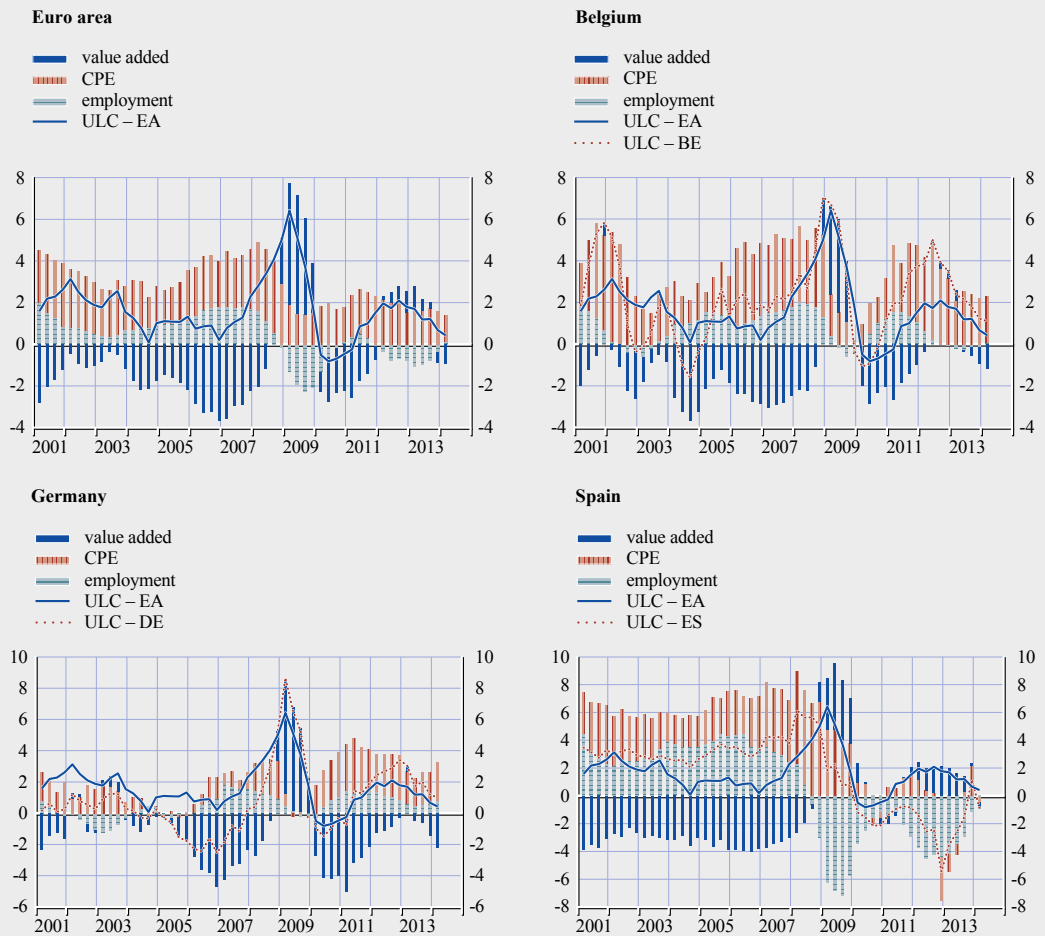 Euro area
value added
CPE
employment
ULC – EA
8 8
6 6
4 4
2 2
0 0
-2 -2
-4 -4
2001 2003 2005 2007 2009 2011 2013
Belgium
value added
CPE
employment
ULC – EA
ULC – BE
8 8
6 6
4 4
2 2
0 0
-2 -2
-4 -4
2001 2003 2005 2007 2009 2011 2013
Germany
value added
CPE
employment
ULC – EA
ULC – DE
10 10
8 8
6 6
4 4
2 2
0 0
-2 -2
-4 -4
-6 -6
2001 2003 2005 2007 2009 2011 2013
Spain
value added
CPE
employment
ULC – EA
ULC – ES
10 10
8 8
6 6
4 4
2 2
0 0
-2 -2
-4 -4
-6 -6
-8 -8
2001 2003 2005 2007 2009 2011 2013